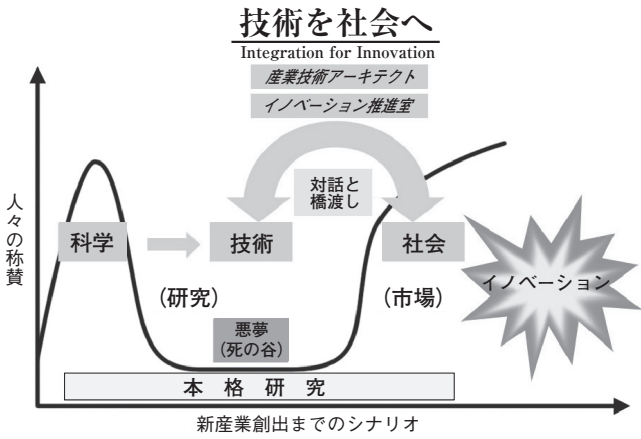 技術を社会へ
Integration for Innovation
産業技術アーキテクト
イノベーション推進室
対話と
橋渡し
人々の称賛
科学
技術
社会
イノベーション
(研究)
(市場)
悪夢
(死の谷)
本格研究
新産業創出までのシナリオ